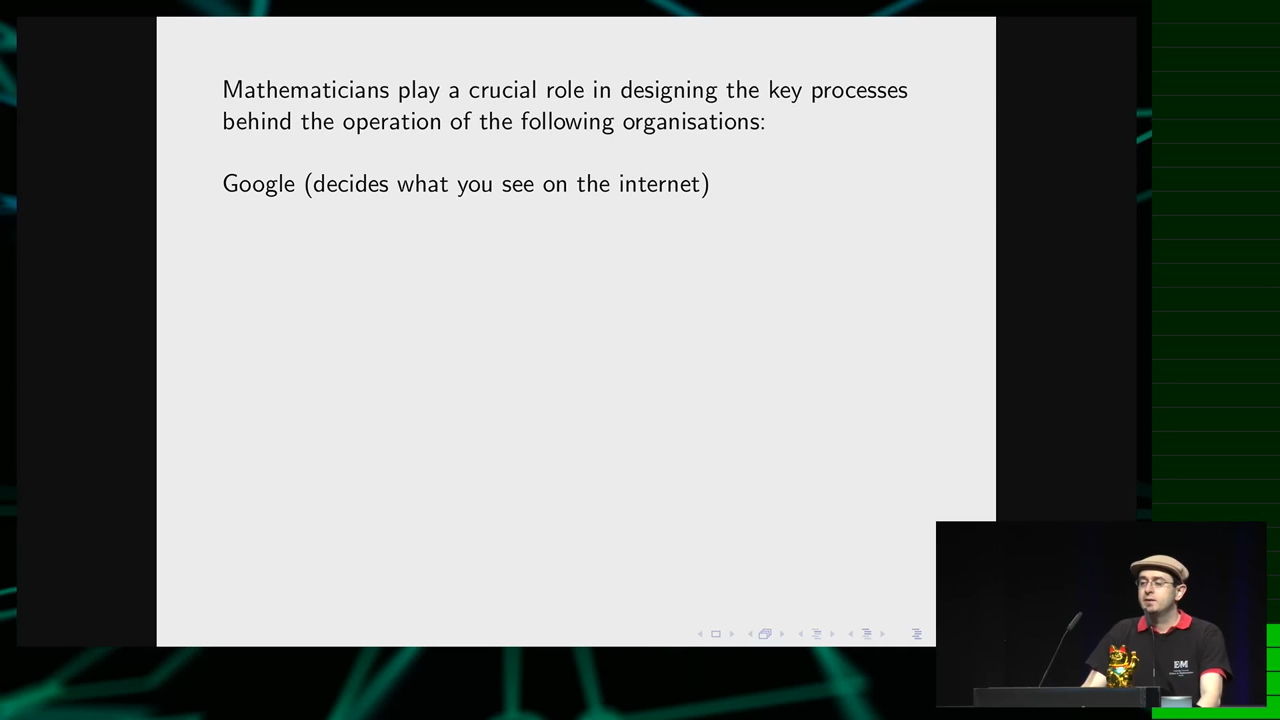 Mathematicians play a crucial role in designing the key processes
behind the operation of the following organisations:
Google (decides what you see on the internet)